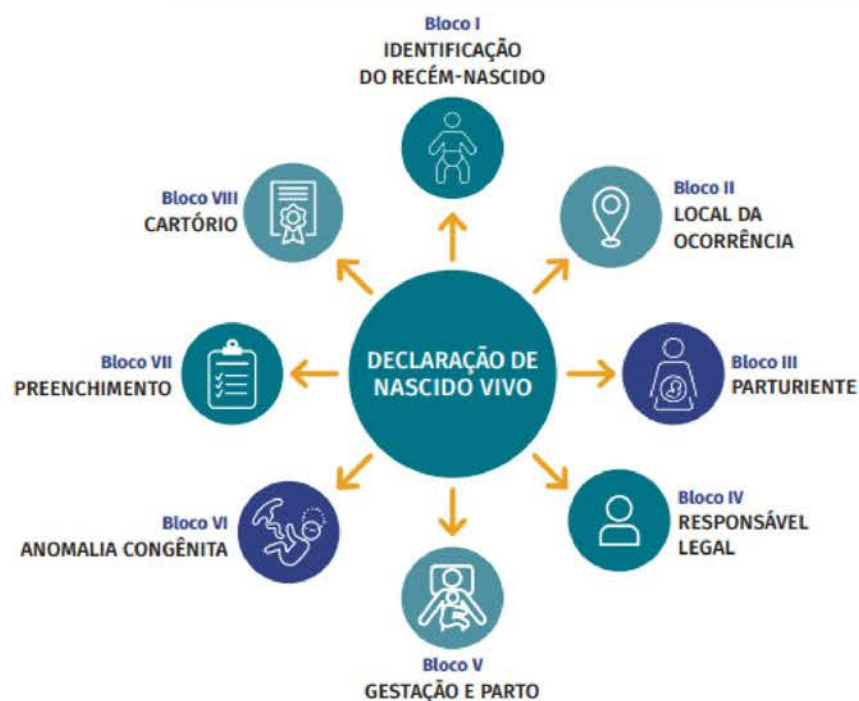 Bloco I
IDENTIFICAÇÃO
DO RECÉM-NASCIDO
Bloco II
LOCAL DA
OCORRÊNCIA
Bloco III
PARTURIENTE
Bloco IV
RESPONSÁVEL
LEGAL
Bloco V
GESTAÇÃO E PARTO
Bloco VI
ANOMALIA CONGÊNITA
Bloco VII
PREENCHIMENTO
Bloco VIII
CARTÓRIO
DECLARAÇÃO DE
NASCIDO VIVO